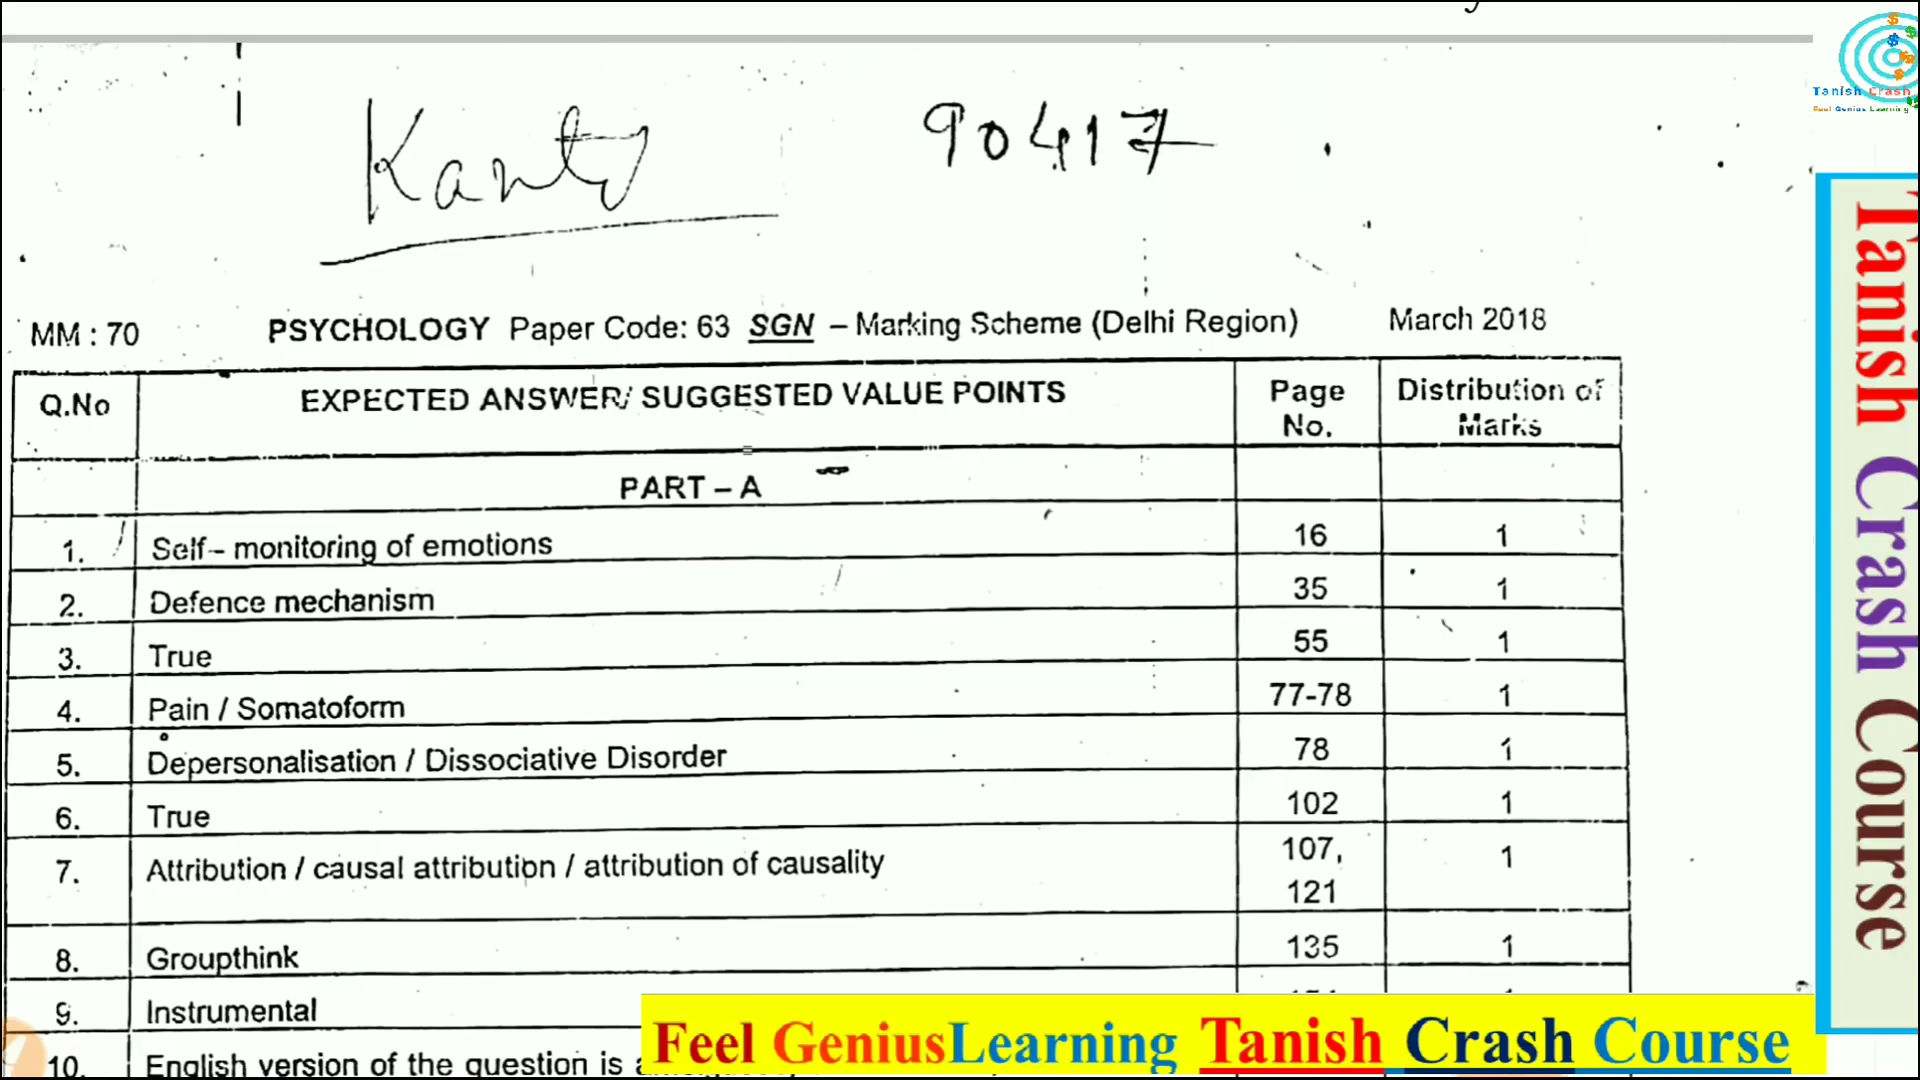 Tanish Crash
Feel Genius Learning
90417
MM : 70 PSYCHOLOGY Paper Code: 63 SGN – Marking Scheme (Delhi Region) March 2018
Q.No EXPECTED ANSWER/ SUGGESTED VALUE POINTS Page No. Distribution of Marks
PART – A
1. Self– monitoring of emotions 16 1
2. Defence mechanism 35 1
3. True 55 1
4. Pain / Somatoform 77-78 1
5. Depersonalisation / Dissociative Disorder 78 1
6. True 102 1
7. Attribution / causal attribution / attribution of causality 107, 121 1
8. Groupthink 135 1
9. Instrumental
10. English version of the question is
Feel GeniusLearning Tanish Crash Course
Tanish Crash Course